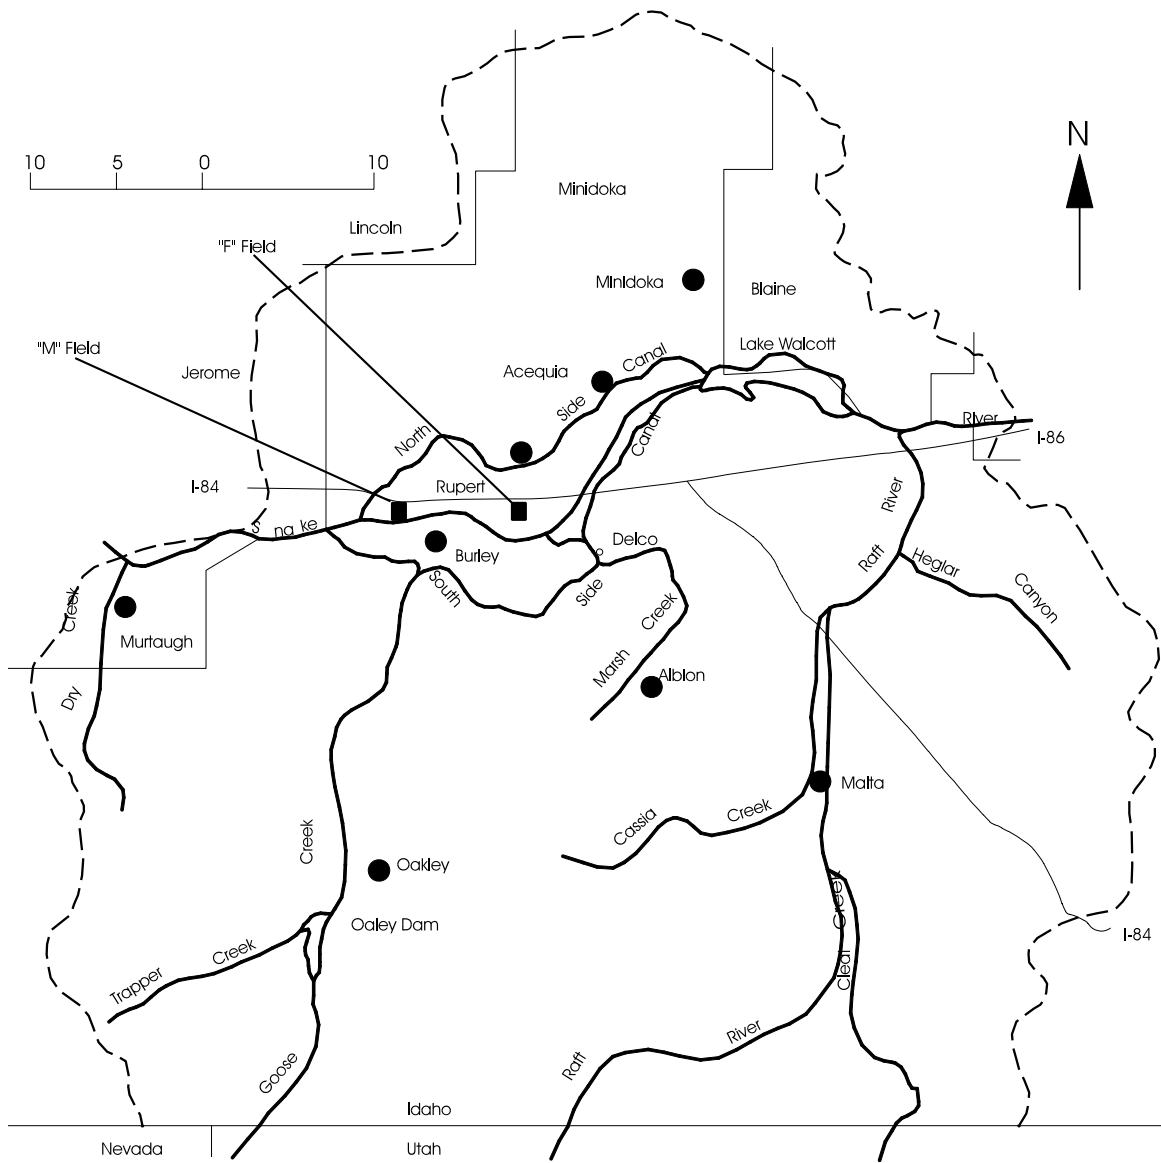 N
10 5 0 10
Minidoka
Lincoln
"F" Field
Minidoka
Blaine
"M" Field
Lake Walcott
Jerome
Acequia
North Side Canal
Canal
River
I-86
I-84
Rupert
River
Raft
Snake
Delco
Burley
Heglar
Canyon
South
Side
Creek
Marsh
Creek
Murtaugh
Dry
Albion
Malta
Creek
Cassia
Creek
Oakley
Creek
Oaley Dam
I-84
Creek
Trapper
Clear
River
Raft
Goose
Idaho
Nevada
Utah